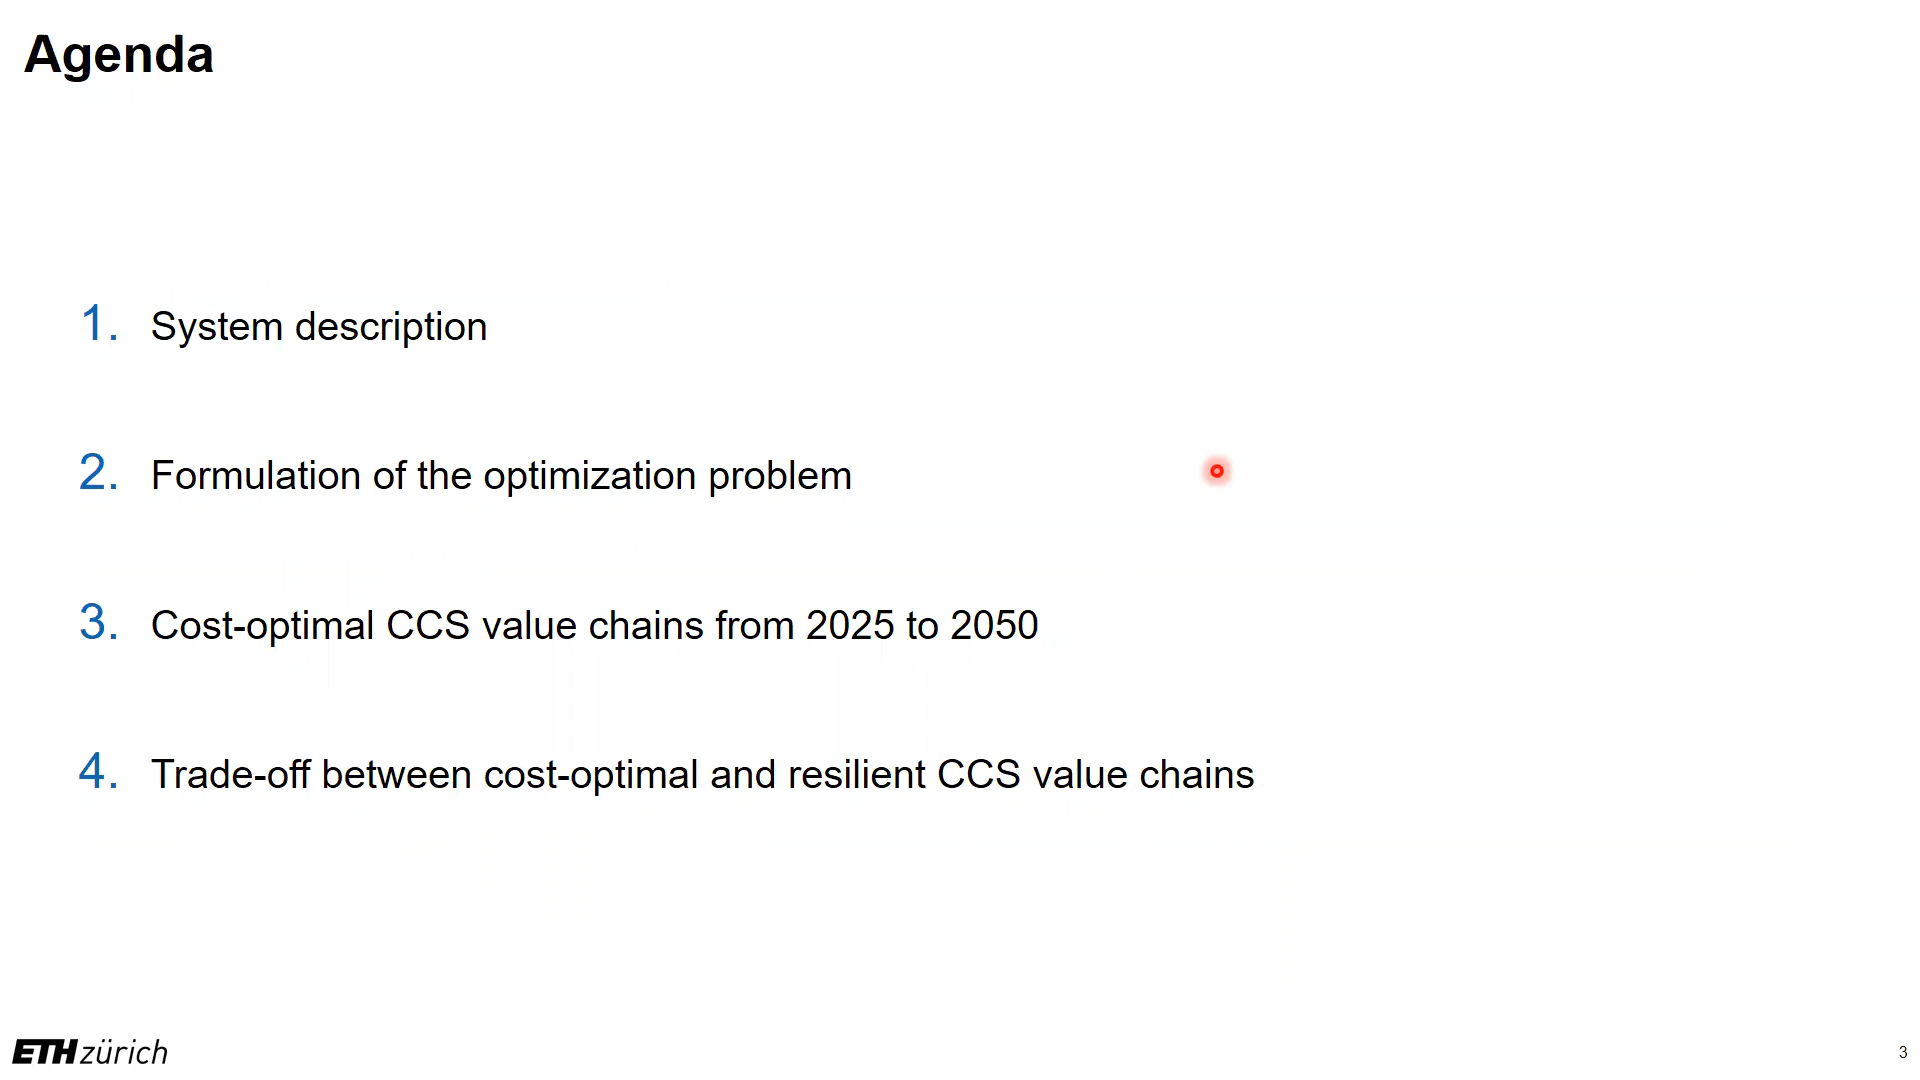 Agenda
1. System description
2. Formulation of the optimization problem
3. Cost-optimal CCS value chains from 2025 to 2050
4. Trade-off between cost-optimal and resilient CCS value chains
ETH zürich
3